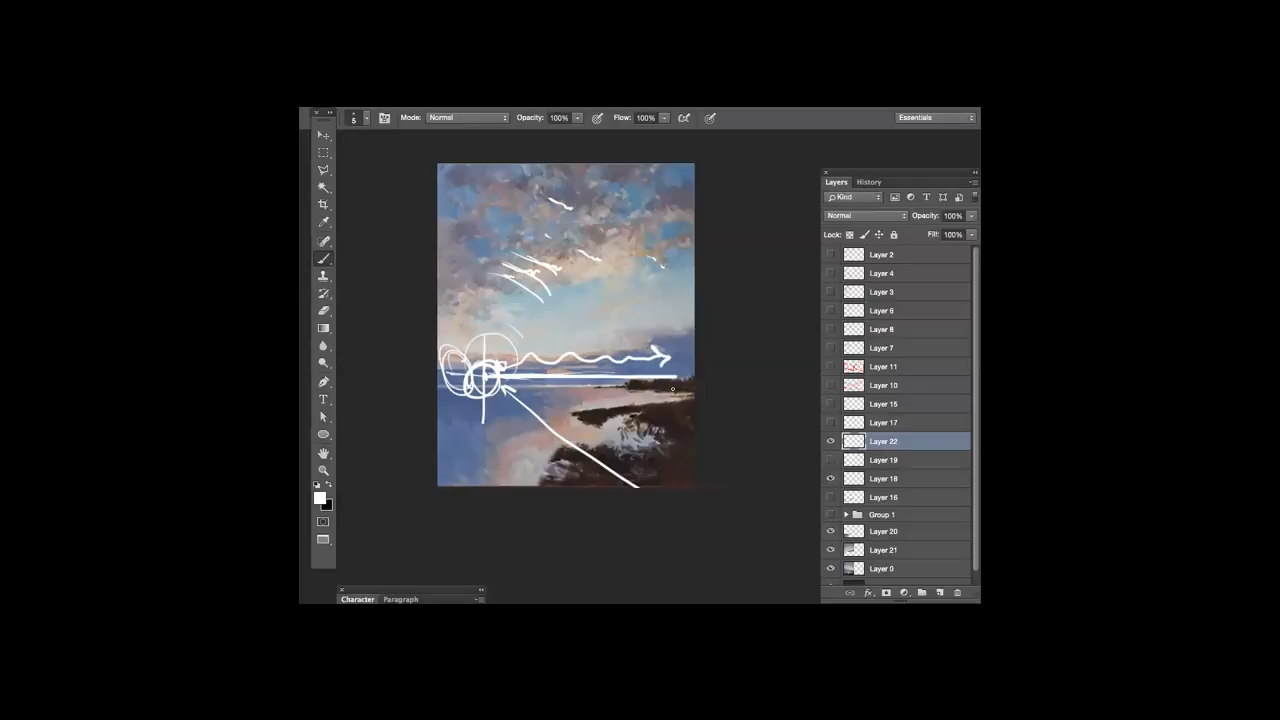 5 Mode: Normal Opacity: 100% Flow: 100% Essentials
Layers History
Kind
Normal Opacity: 100%
Lock: Fill: 100%
Layer 2
Layer 4
Layer 3
Layer 6
Layer 8
Layer 7
Layer 11
Layer 10
Layer 15
Layer 17
Layer 22
Layer 19
Layer 18
Layer 16
Group 1
Layer 20
Layer 21
Layer 0
Character Paragraph